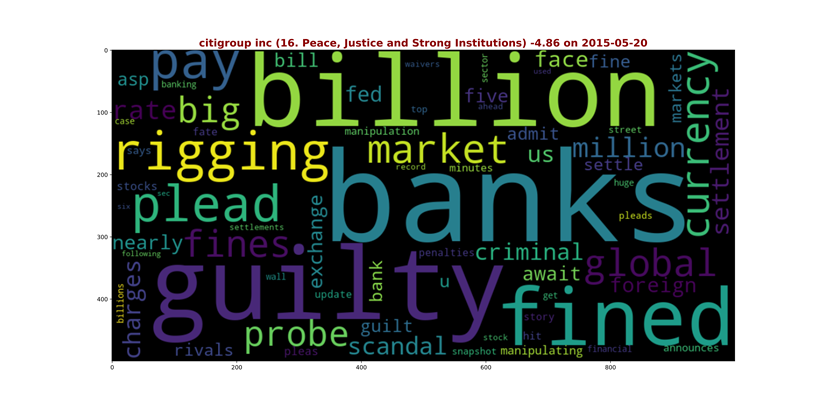 citigroup inc (16. Peace, Justice and Strong Institutions) -4.86 on 2015-05-20
0
100
200
300
400
0 200 400 600 800
pay
bill
billion
waivers
sector
face
fine
markets
asp
banking
fed
five
used
ahead
currency
rate
big
case
fate
top
manipulation
admit
street
says
rigging
market
us
million
settle
settlement
stocks
sec
record
minutes
huge
six
plead
banks
pleads
settlements
nearly
fines
exchange
penalties
criminal
global
following
guilty
wall
bank
u
await
foreign
billions
charges
update
get
fined
probe
guilt
story
hit
rivals
pleas
scandal
stock
snapshot
manipulating
financial
announces